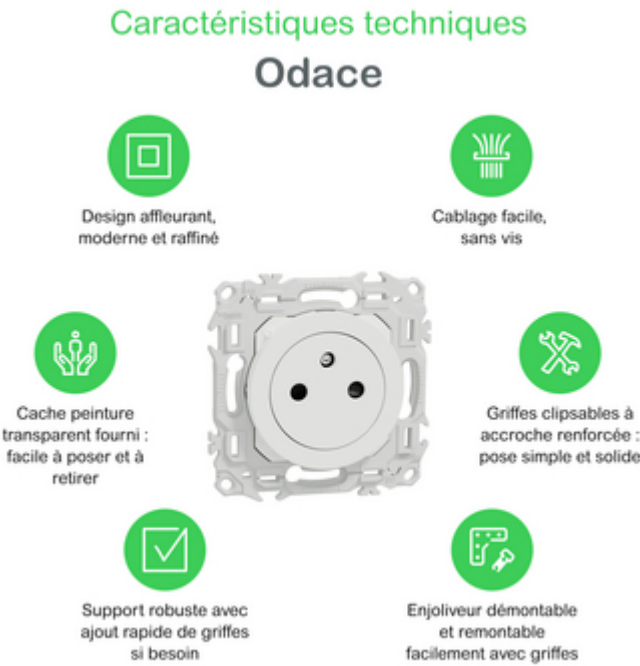 Caractéristiques techniques
Odace
Design affleurant,
moderne et raffiné
Cablage facile,
sans vis
Cache peinture
transparent fourni :
facile à poser et à
retirer
Griffes clipsables à
accroche renforcée :
pose simple et solide
Support robuste avec
ajout rapide de griffes
si besoin
Enjoliveur démontable
et remontable
facilement avec griffes